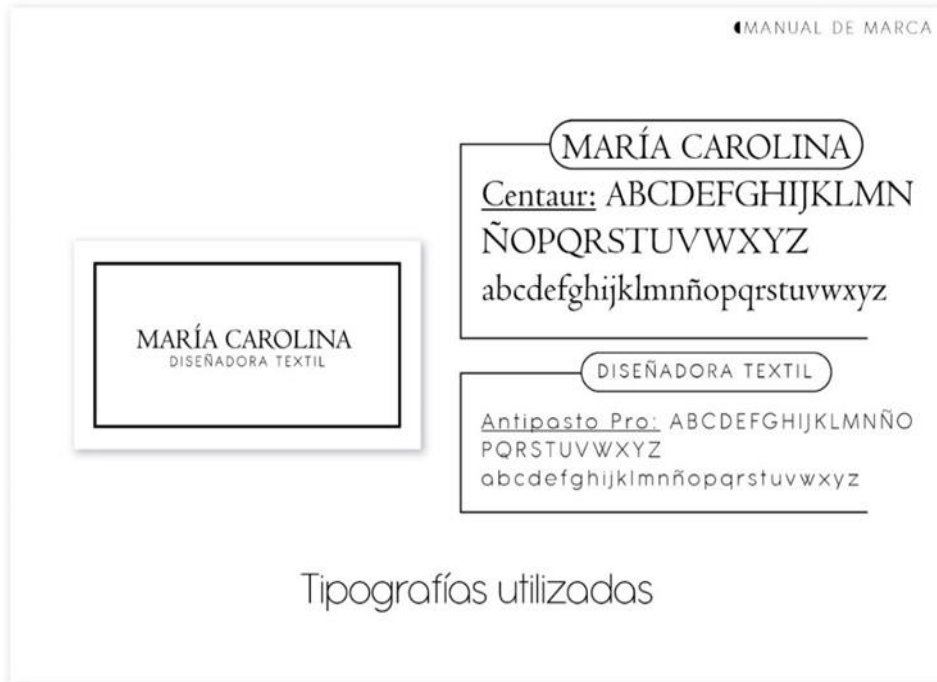 MANUAL DE MARCA
MARÍA CAROLINA
DISEÑADORA TEXTIL
MARÍA CAROLINA
Centaur: ABCDEFGHIJKLMN
ÑOPQRSTUVWXYZ
abcdefghijklmnñopqrstuvwxyz
DISEÑADORA TEXTIL
Antipasto Pro: ABCDEFGHIJKLMNÑO
PQRSTUVWXYZ
abcdefghijklmnñopqrstuvwxyz
Tipografías utilizadas